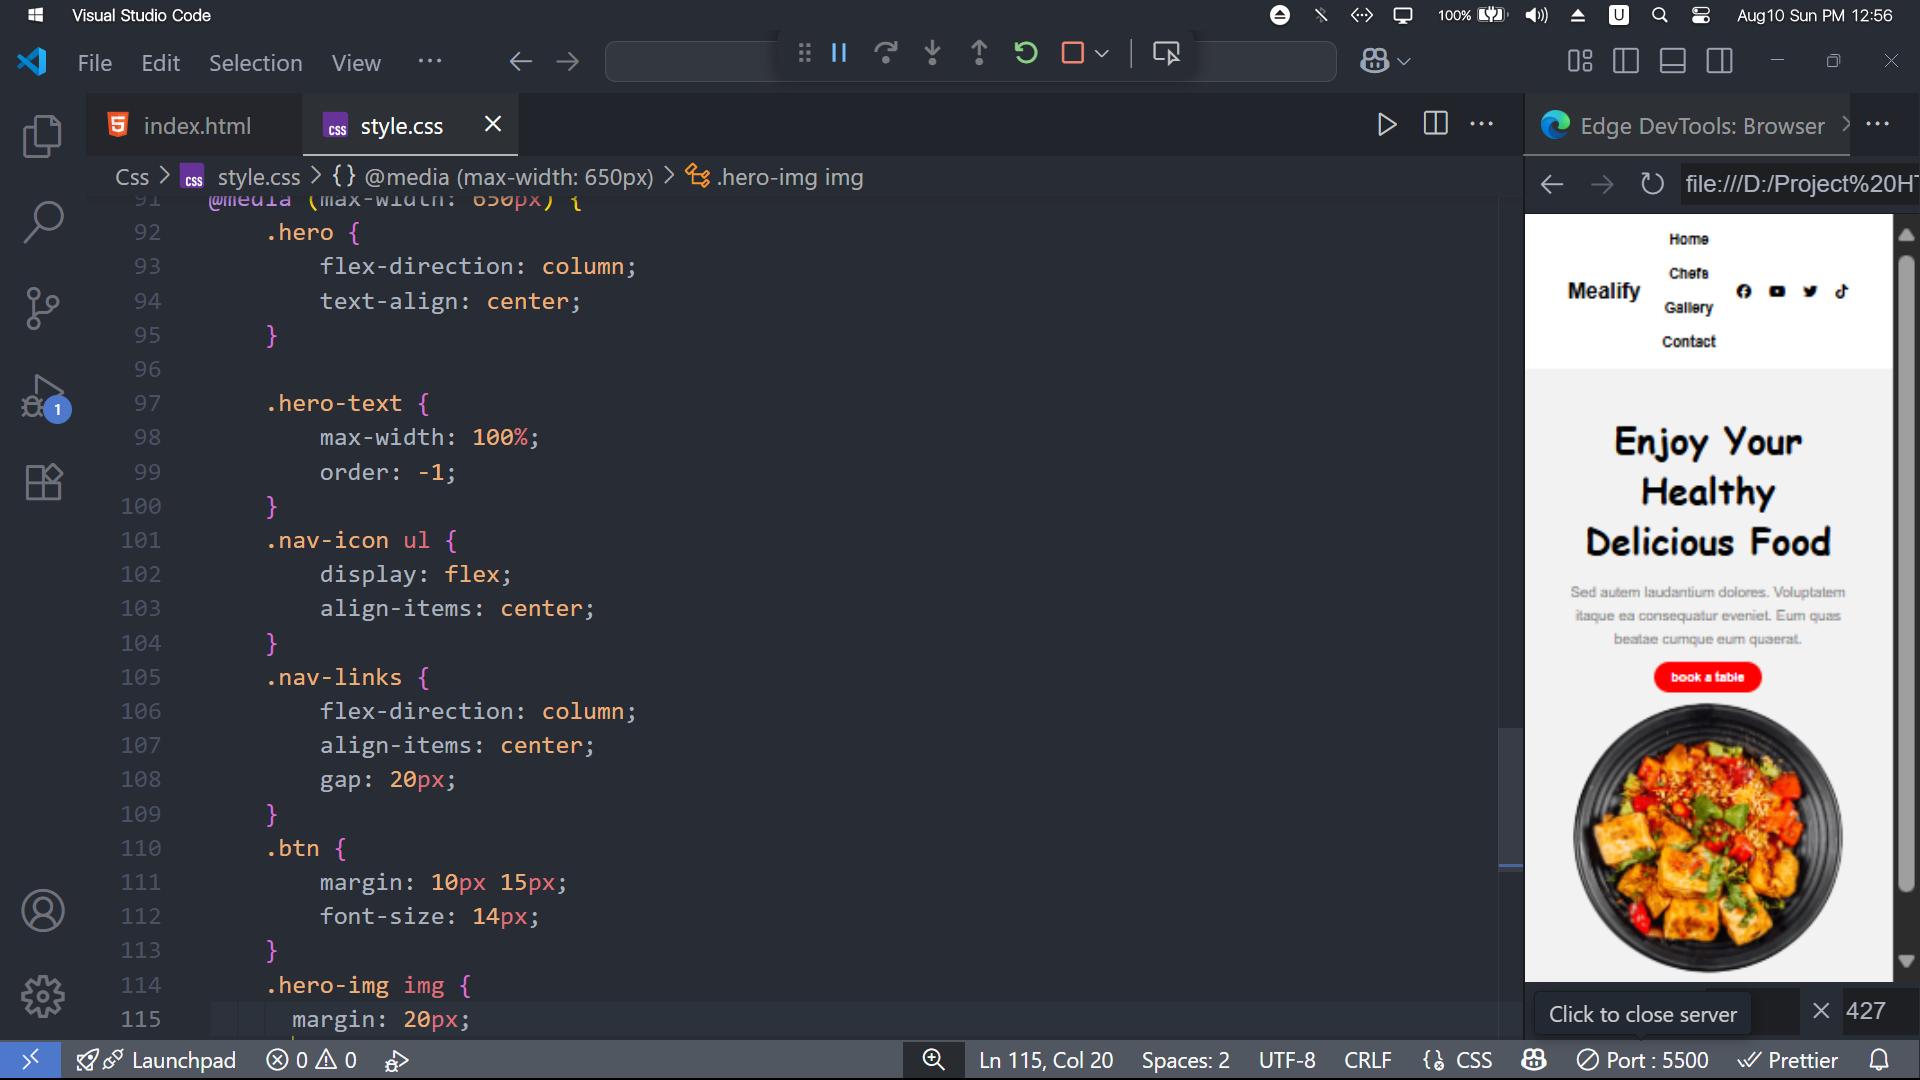 Visual Studio Code
100%
U
Aug10 Sun PM 12:56
File Edit Selection View ···
index.html
css style.css
Edge DevTools: Browser
Css > css style.css > {} @media (max-width: 650px) > .hero-img img
file:///D:/Project%20HT
91 @media (max-width: 650px) {
92 .hero {
93 flex-direction: column;
94 text-align: center;
95 }
96
97 .hero-text {
98 max-width: 100%;
99 order: -1;
100 }
101 .nav-icon ul {
102 display: flex;
103 align-items: center;
104 }
105 .nav-links {
106 flex-direction: column;
107 align-items: center;
108 gap: 20px;
109 }
110 .btn {
111 margin: 10px 15px;
112 font-size: 14px;
113 }
114 .hero-img img {
115 margin: 20px;
1
Home
Chefs
Mealify
Gallery
Contact
Enjoy Your
Healthy
Delicious Food
Sed autem laudantium dolores. Voluptatem
itaque ea consequatur eveniet. Eum quas
beatae cumque eum quaerat.
book a table
Click to close server
427
Launchpad 0 0
Ln 115, Col 20 Spaces: 2 UTF-8 CRLF CSS Port : 5500 Prettier